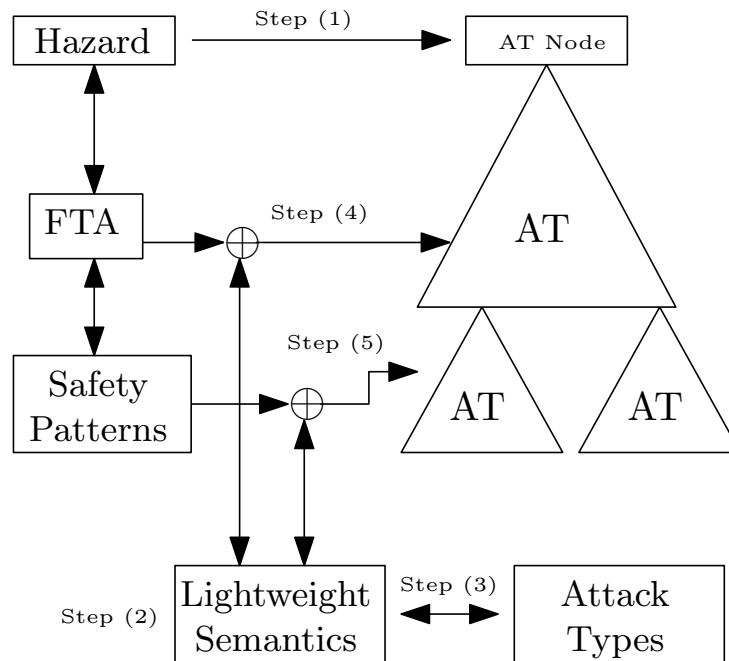 Step (1)
Hazard
AT Node
FTA
Step (4)
AT
Step (5)
Safety
Patterns
AT
AT
Step (2)
Lightweight
Semantics
Step (3)
Attack
Types